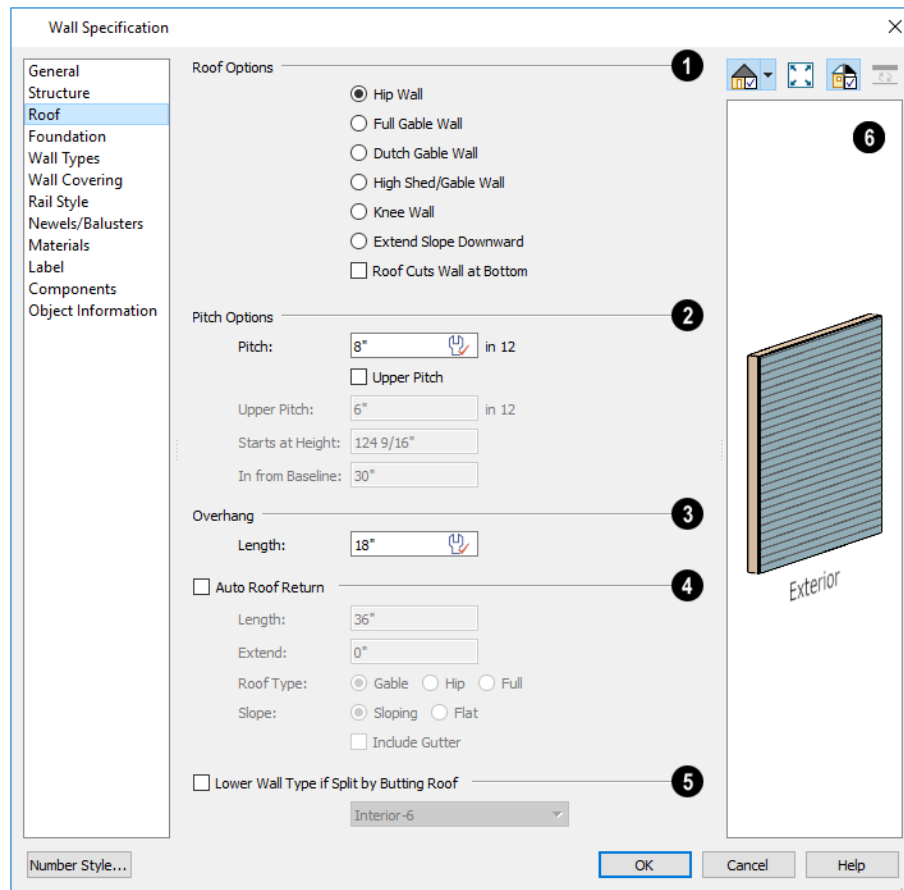 Wall Specification
General
Structure
Roof
Foundation
Wall Types
Wall Covering
Rail Style
Newels/Balusters
Materials
Label
Components
Object Information
Roof Options
1
Hip Wall
Full Gable Wall
Dutch Gable Wall
High Shed/Gable Wall
Knee Wall
Extend Slope Downward
Roof Cuts Wall at Bottom
Pitch Options
2
Pitch: 8" in 12
Upper Pitch
Upper Pitch: 6" in 12
Starts at Height: 124 9/16"
In from Baseline: 30"
Overhang
3
Length: 18"
Auto Roof Return
4
Length: 36"
Extend: 0"
Roof Type: Gable Hip Full
Slope: Sloping Flat
Include Gutter
Lower Wall Type if Split by Butting Roof
5
Interior-6
6
Exterior
Number Style...
OK Cancel Help